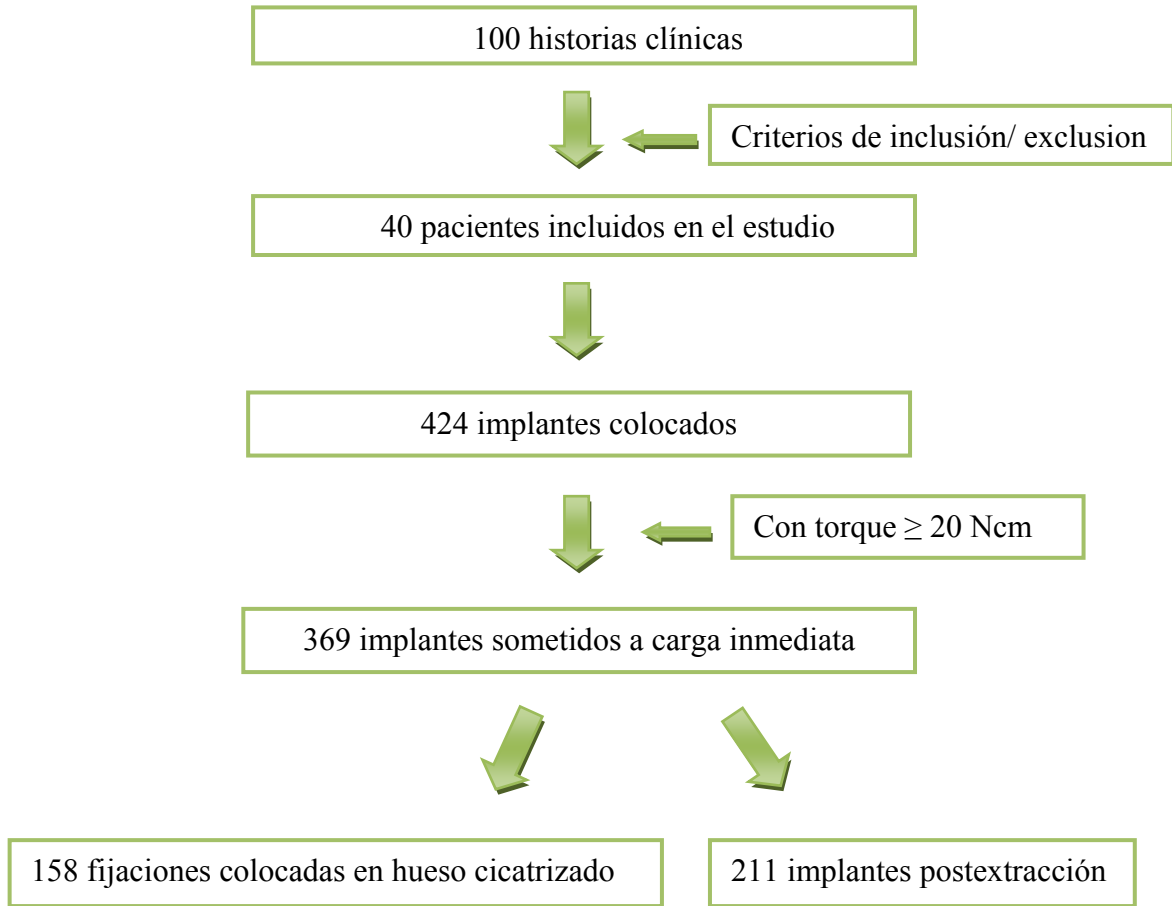 100 historias clínicas
Criterios de inclusión/ exclusion
40 pacientes incluidos en el estudio
424 implantes colocados
Con torque ≥ 20 Ncm
369 implantes sometidos a carga inmediata
158 fijaciones colocadas en hueso cicatrizado
211 implantes postextracción